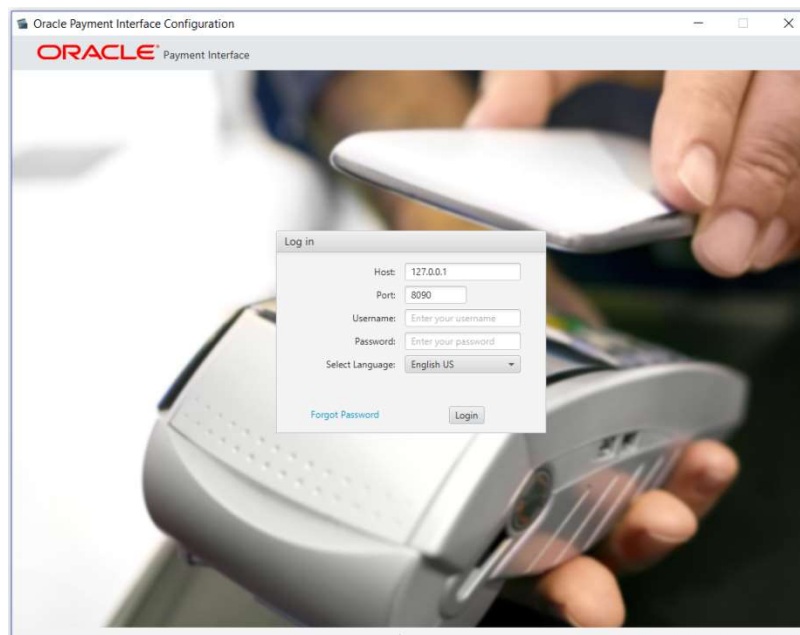 Oracle Payment Interface Configuration
ORACLE Payment Interface
Log in
Host: 127.0.0.1
Port: 8090
Username: Enter your username
Password: Enter your password
Select Language: English US
Forgot Password Login